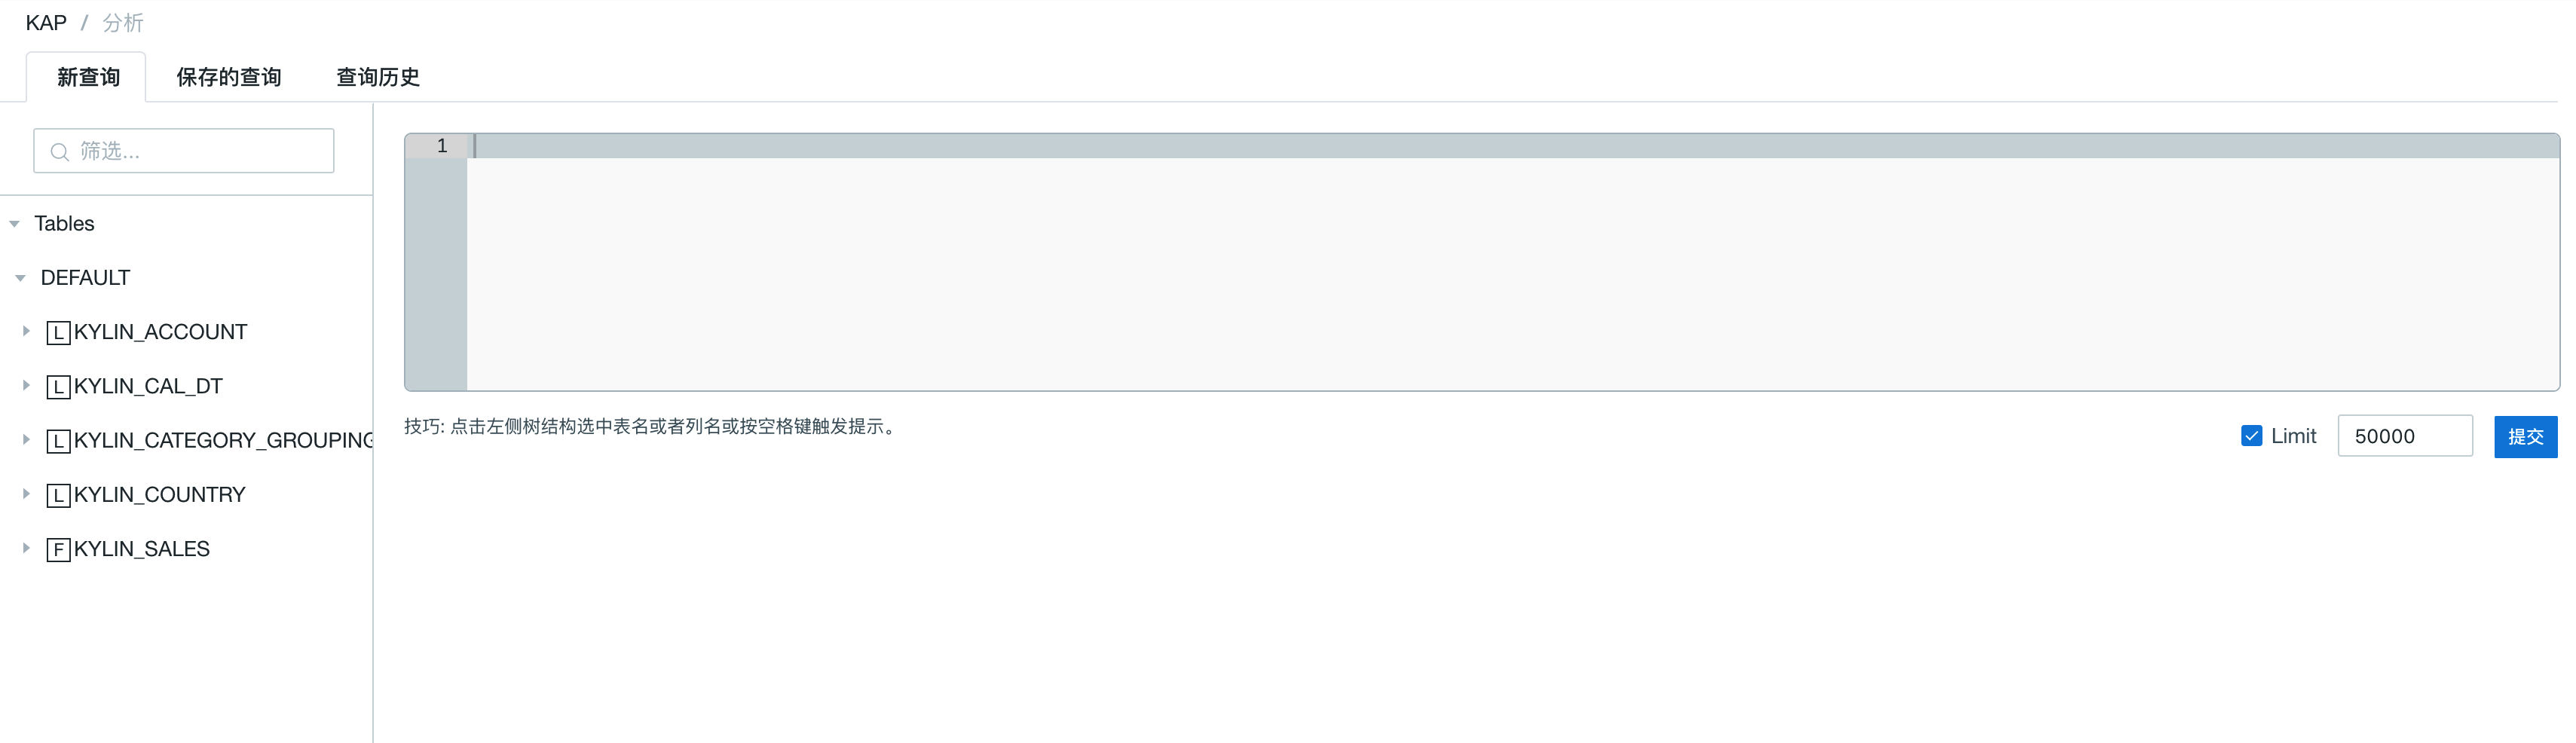 KAP / 分析
新查询 保存的查询 查询历史
筛选...
Tables
DEFAULT
L KYLIN_ACCOUNT
L KYLIN_CAL_DT
L KYLIN_CATEGORY_GROUPING
L KYLIN_COUNTRY
F KYLIN_SALES
1
技巧: 点击左侧树结构选中表名或者列名或按空格键触发提示。
Limit 50000 提交